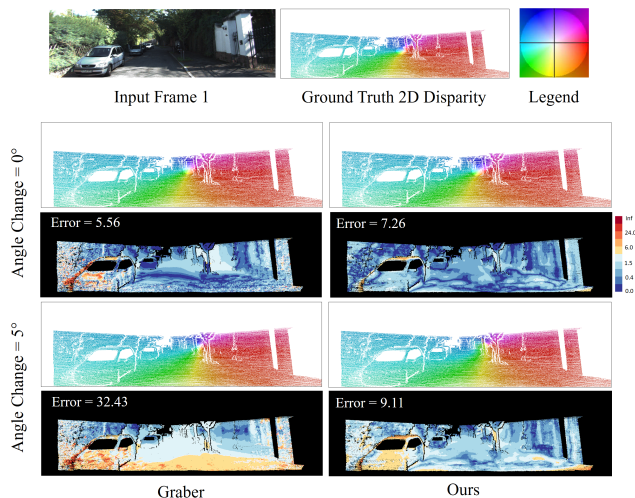 Input Frame 1
Ground Truth 2D Disparity
Legend
Angle Change = 0°
Error = 5.56
Error = 7.26
Inf
24.0
6.0
1.5
0.4
0.0
Angle Change = 5°
Error = 32.43
Error = 9.11
Graber
Ours